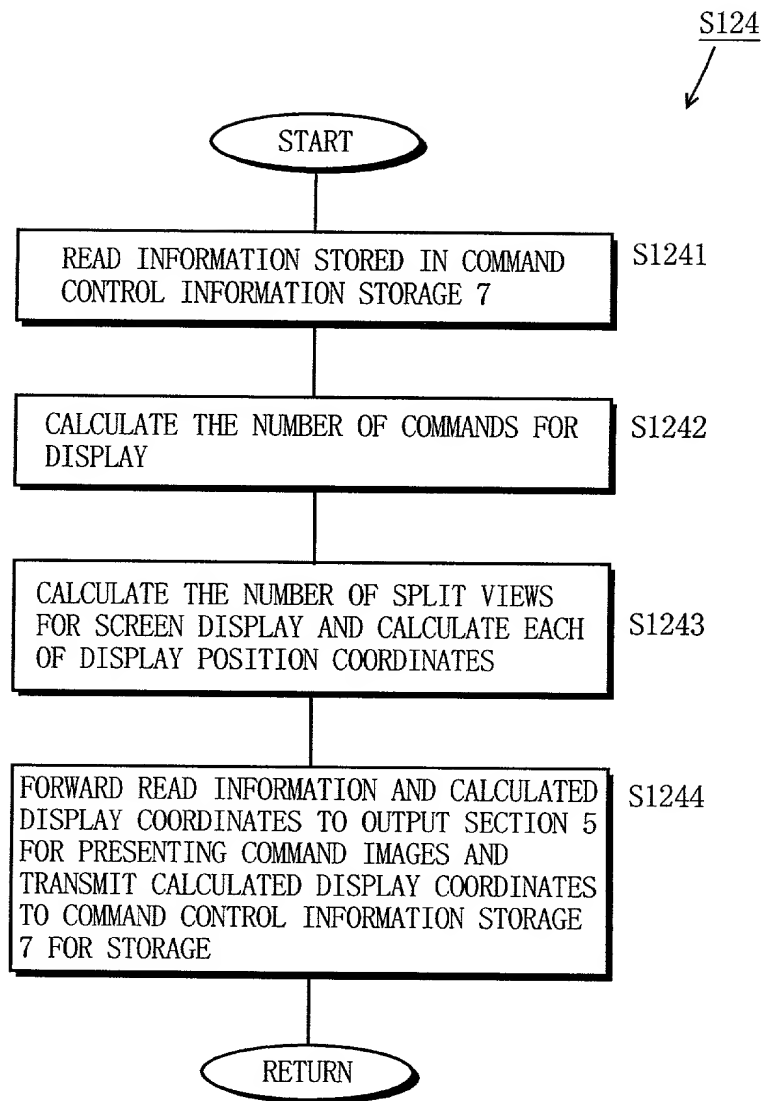 S124
START
READ INFORMATION STORED IN COMMAND
CONTROL INFORMATION STORAGE 7
S1241
CALCULATE THE NUMBER OF COMMANDS FOR
DISPLAY
S1242
CALCULATE THE NUMBER OF SPLIT VIEWS
FOR SCREEN DISPLAY AND CALCULATE EACH
OF DISPLAY POSITION COORDINATES
S1243
FORWARD READ INFORMATION AND CALCULATED
DISPLAY COORDINATES TO OUTPUT SECTION 5
FOR PRESENTING COMMAND IMAGES AND
TRANSMIT CALCULATED DISPLAY COORDINATES
TO COMMAND CONTROL INFORMATION STORAGE
7 FOR STORAGE
S1244
RETURN